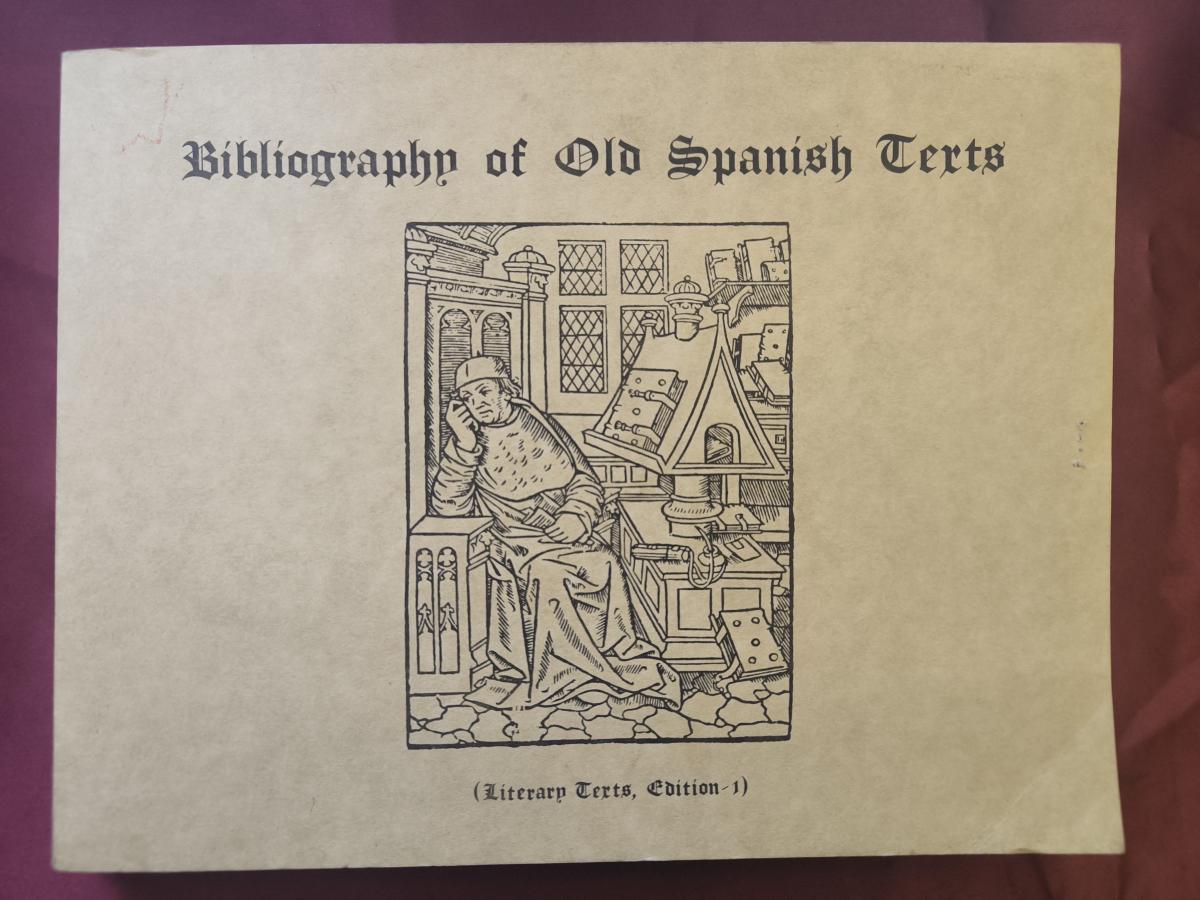 Bibliography of Old Spanish Texts
(Literary Texts, Edition-1)